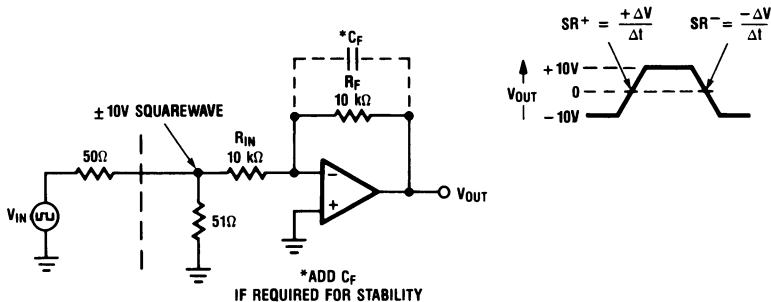 *CF
RF
10 kΩ
±10V SQUAREWAVE
RIN
10 kΩ
50Ω
VIN
51Ω
−
+
VOUT
*ADD CF
IF REQUIRED FOR STABILITY
SR+ = +ΔV/Δt
SR− = −ΔV/Δt
+10V
0
−10V
VOUT